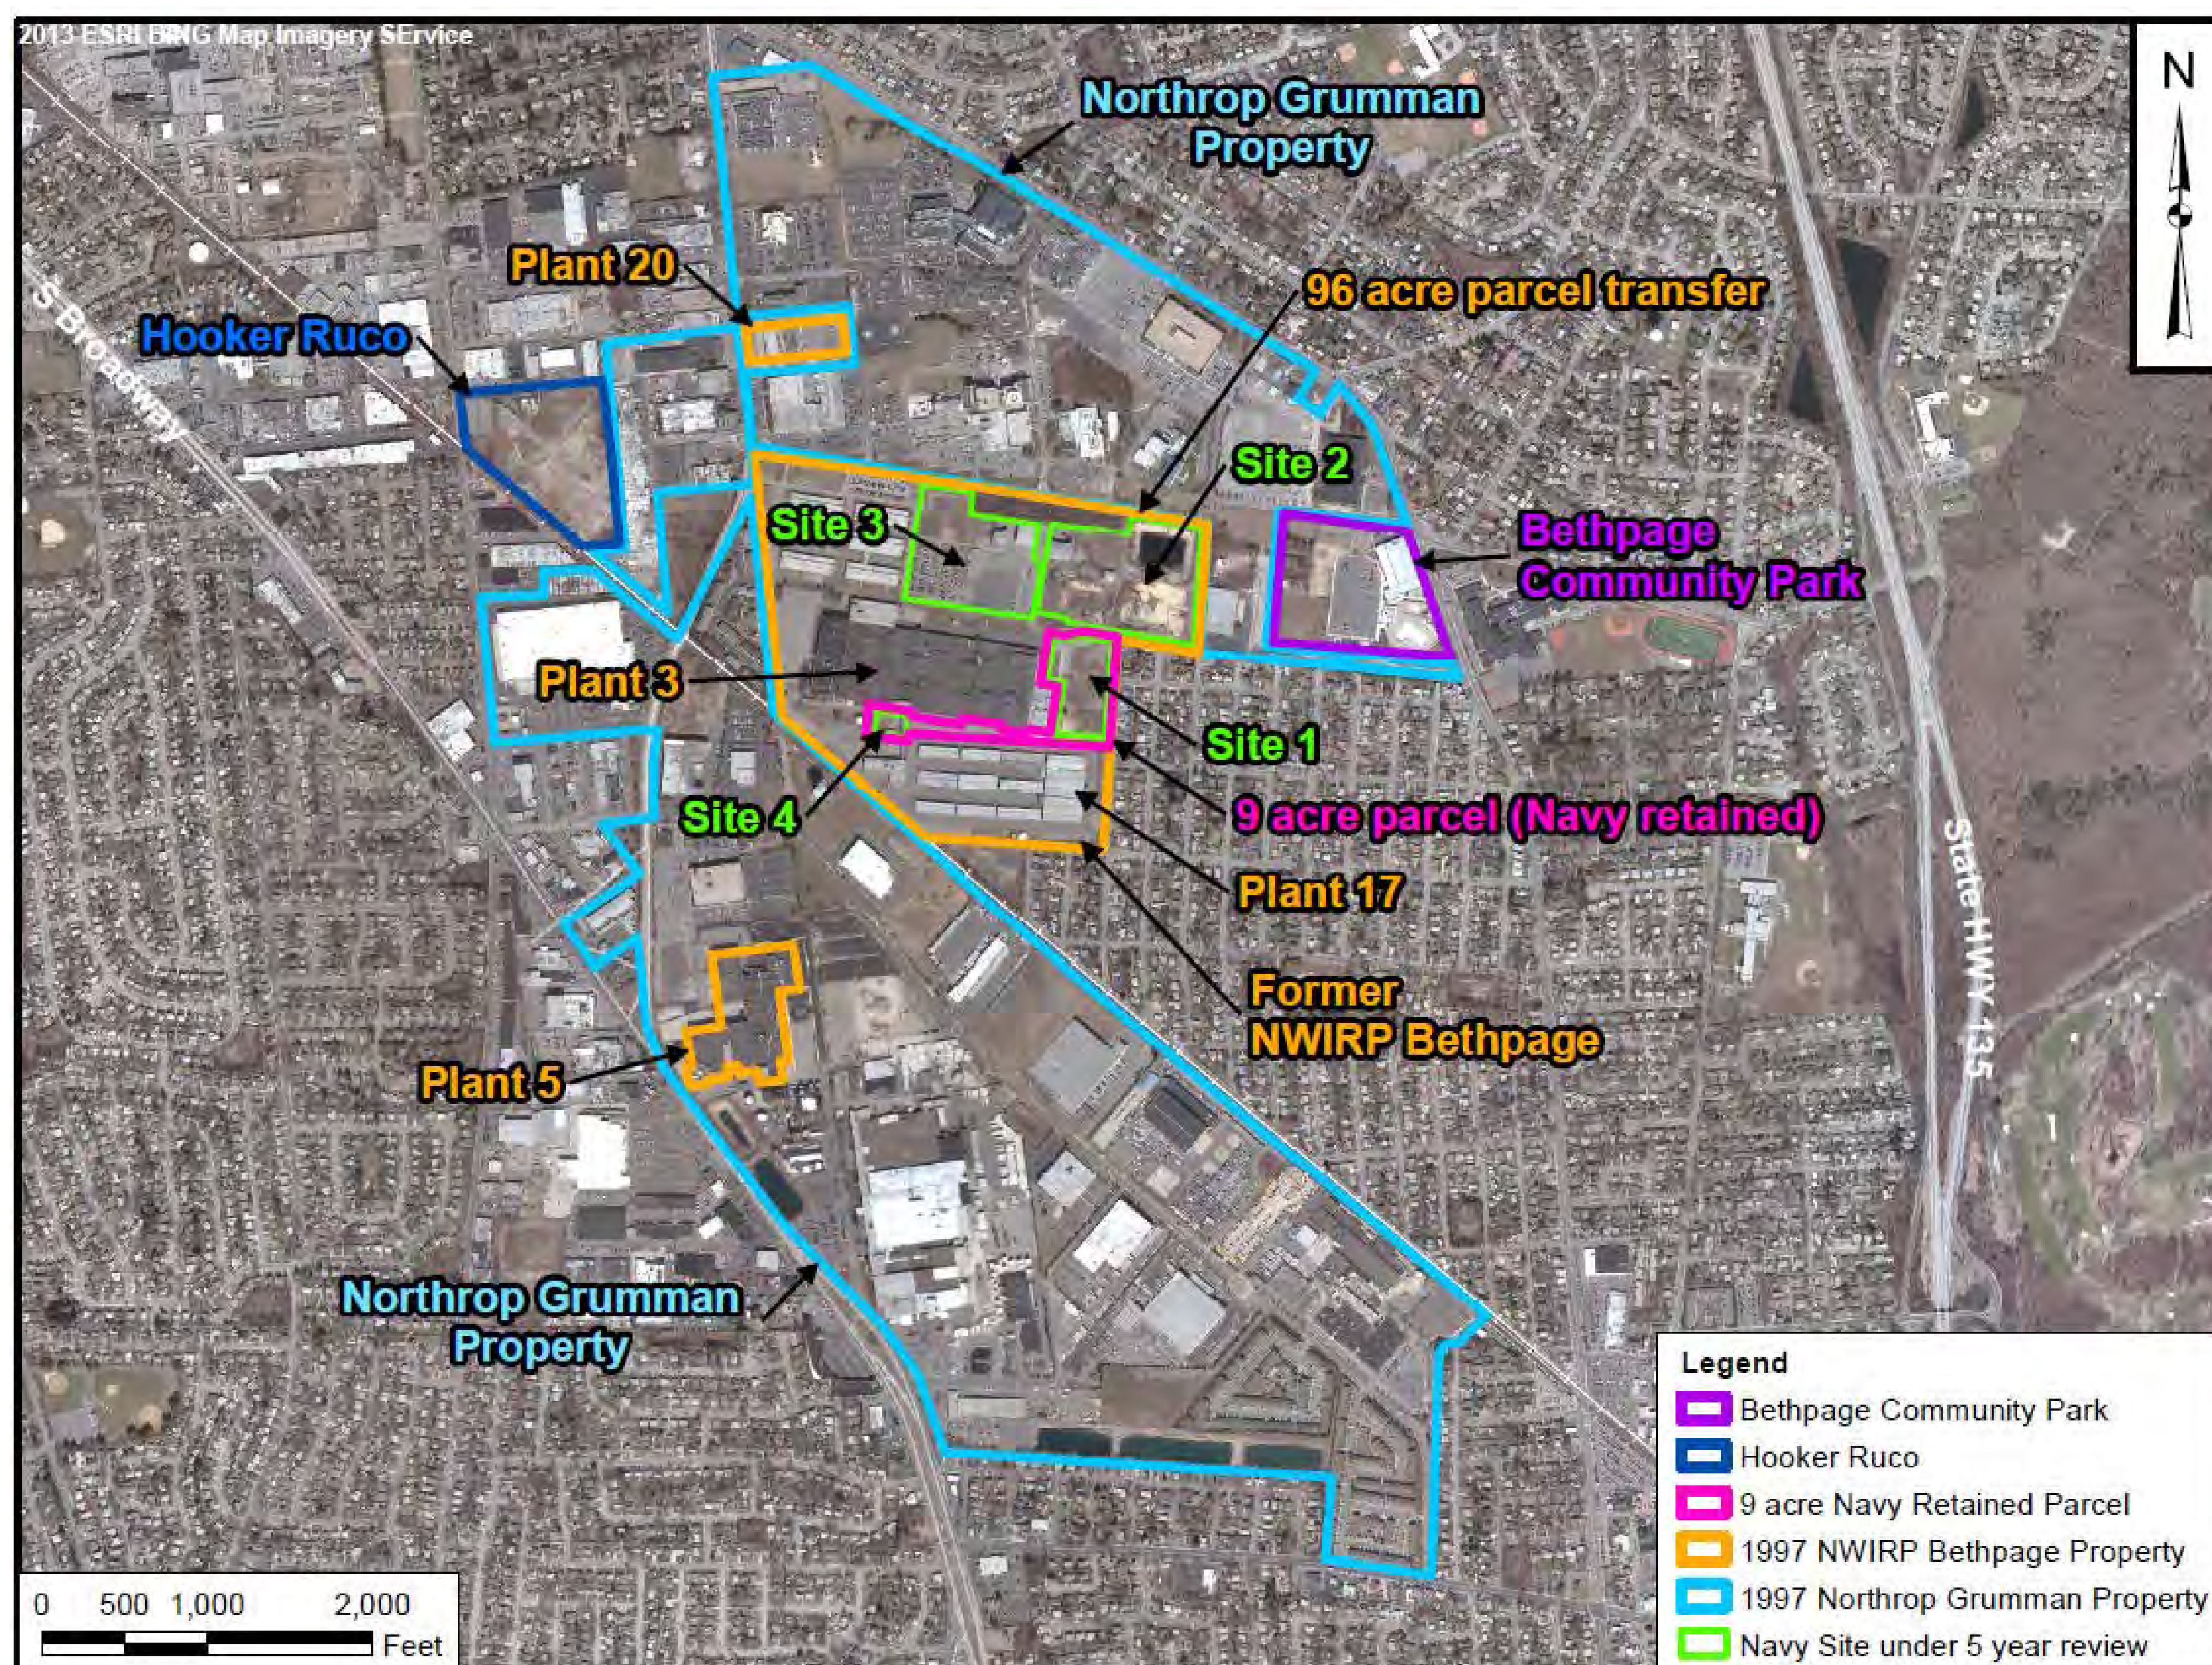 2013 ESRI BING Map Imagery SErvice
N
Northrop Grumman
Property
Plant 20
96 acre parcel transfer
Hooker Ruco
S Broadway
Site 2
Site 3
Bethpage
Community Park
Plant 3
Site 1
Site 4
9 acre parcel (Navy retained)
State HWY 135
Plant 17
Former
NWIRP Bethpage
Plant 5
Northrop Grumman
Property
Legend
Bethpage Community Park
Hooker Ruco
9 acre Navy Retained Parcel
1997 NWIRP Bethpage Property
1997 Northrop Grumman Property
Navy Site under 5 year review
0 500 1,000 2,000
Feet